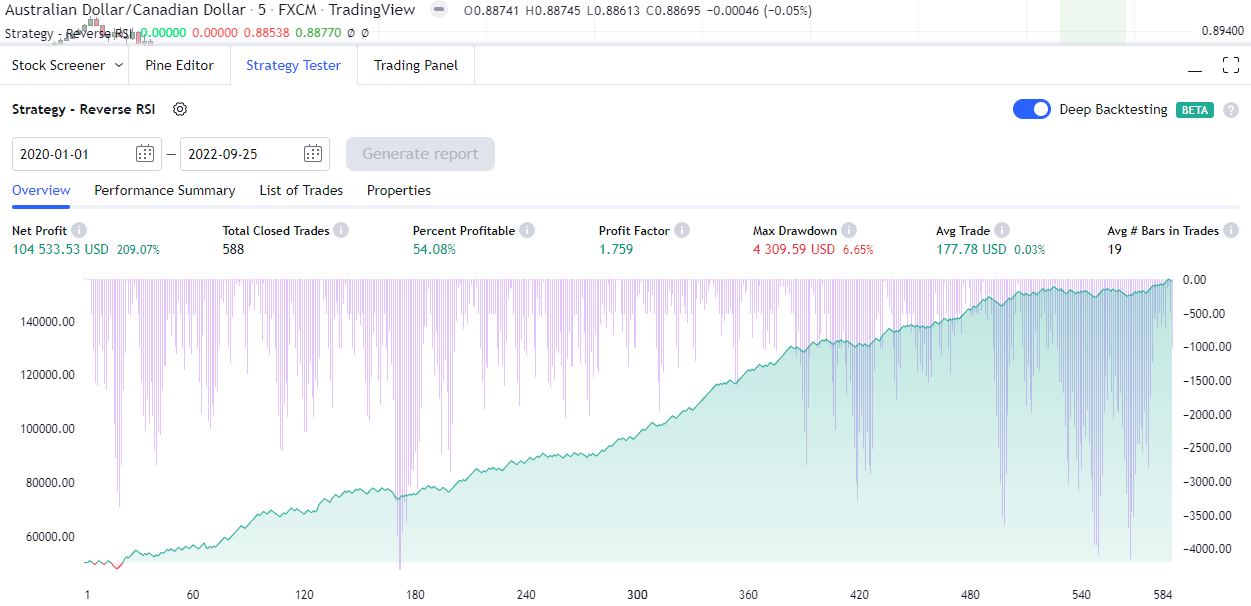 Australian Dollar/Canadian Dollar · 5 · FXCM · TradingView O0.88741 H0.88745 L0.88613 C0.88695 −0.00046 (−0.05%)
Strategy - Reverse RSI 0.00000 0.00000 0.88538 0.88770 Ø Ø 0.89400
Stock Screener Pine Editor Strategy Tester Trading Panel
Strategy - Reverse RSI Deep Backtesting BETA ?
2020-01-01 — 2022-09-25 Generate report
Overview Performance Summary List of Trades Properties
Net Profit Total Closed Trades Percent Profitable Profit Factor Max Drawdown Avg Trade Avg # Bars in Trades
104 533.53 USD 209.07% 588 54.08% 1.759 4 309.59 USD 6.65% 177.78 USD 0.03% 19
0.00
140000.00 −500.00
−1000.00
120000.00 −1500.00
100000.00 −2000.00
−2500.00
80000.00 −3000.00
−3500.00
60000.00 −4000.00
1 60 120 180 240 300 360 420 480 540 584